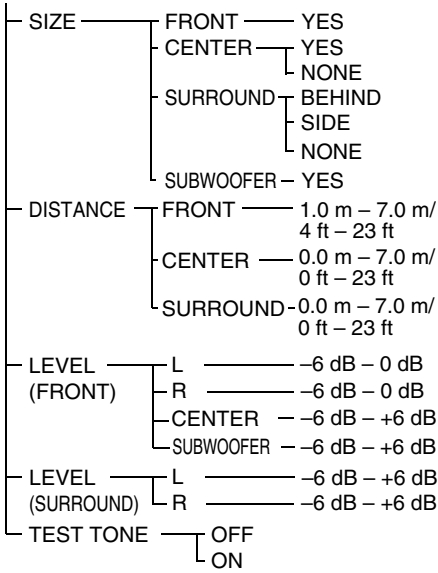 SIZE FRONT YES
CENTER YES
NONE
SURROUND BEHIND
SIDE
NONE
SUBWOOFER YES
DISTANCE FRONT 1.0 m – 7.0 m/
4 ft – 23 ft
CENTER 0.0 m – 7.0 m/
0 ft – 23 ft
SURROUND 0.0 m – 7.0 m/
0 ft – 23 ft
LEVEL L –6 dB – 0 dB
(FRONT) R –6 dB – 0 dB
CENTER –6 dB – +6 dB
SUBWOOFER –6 dB – +6 dB
LEVEL L –6 dB – +6 dB
(SURROUND) R –6 dB – +6 dB
TEST TONE OFF
ON